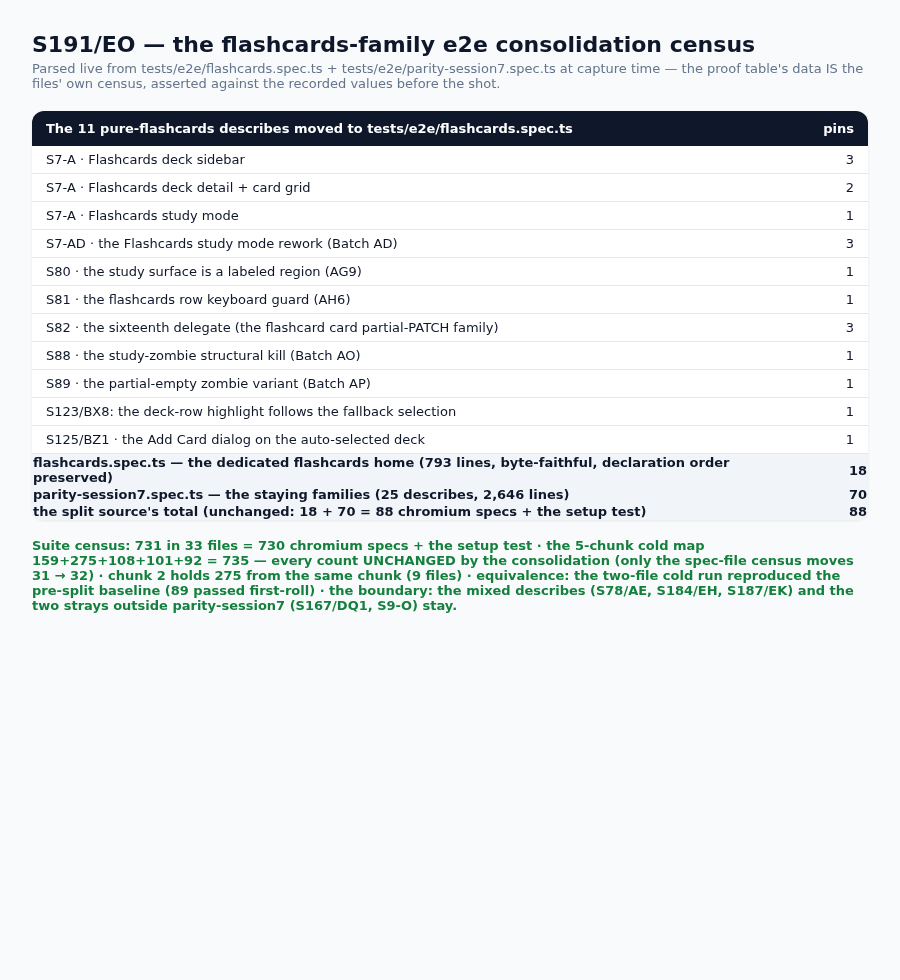 S191/EO — the flashcards-family e2e consolidation census
Parsed live from tests/e2e/flashcards.spec.ts + tests/e2e/parity-session7.spec.ts at capture time — the proof table's data IS the
files' own census, asserted against the recorded values before the shot.
The 11 pure-flashcards describes moved to tests/e2e/flashcards.spec.ts pins
S7-A · Flashcards deck sidebar 3
S7-A · Flashcards deck detail + card grid 2
S7-A · Flashcards study mode 1
S7-AD · the Flashcards study mode rework (Batch AD) 3
S80 · the study surface is a labeled region (AG9) 1
S81 · the flashcards row keyboard guard (AH6) 1
S82 · the sixteenth delegate (the flashcard card partial-PATCH family) 3
S88 · the study-zombie structural kill (Batch AO) 1
S89 · the partial-empty zombie variant (Batch AP) 1
S123/BX8: the deck-row highlight follows the fallback selection 1
S125/BZ1 · the Add Card dialog on the auto-selected deck 1
flashcards.spec.ts — the dedicated flashcards home (793 lines, byte-faithful, declaration order
preserved) 18
parity-session7.spec.ts — the staying families (25 describes, 2,646 lines) 70
the split source's total (unchanged: 18 + 70 = 88 chromium specs + the setup test) 88
Suite census: 731 in 33 files = 730 chromium specs + the setup test · the 5-chunk cold map
159+275+108+101+92 = 735 — every count UNCHANGED by the consolidation (only the spec-file census moves
31 → 32) · chunk 2 holds 275 from the same chunk (9 files) · equivalence: the two-file cold run reproduced the
pre-split baseline (89 passed first-roll) · the boundary: the mixed describes (S78/AE, S184/EH, S187/EK) and the
two strays outside parity-session7 (S167/DQ1, S9-O) stay.